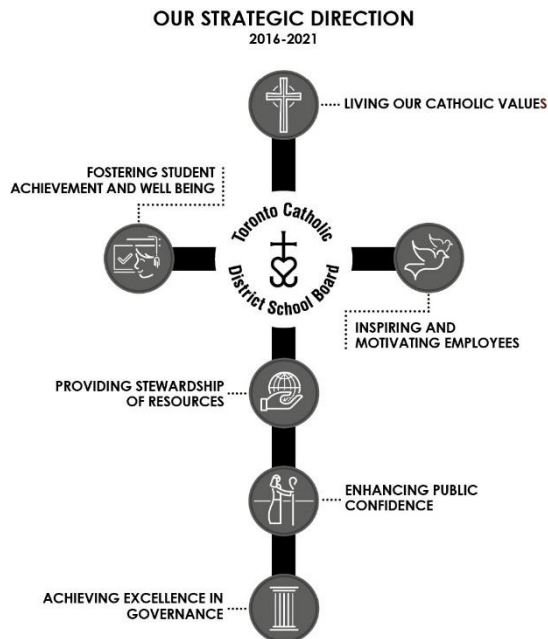 OUR STRATEGIC DIRECTION
2016-2021
LIVING OUR CATHOLIC VALUES
FOSTERING STUDENT
ACHIEVEMENT AND WELL BEING
Toronto Catholic
District School Board
INSPIRING AND
MOTIVATING EMPLOYEES
PROVIDING STEWARDSHIP
OF RESOURCES
ENHANCING PUBLIC
CONFIDENCE
ACHIEVING EXCELLENCE IN
GOVERNANCE